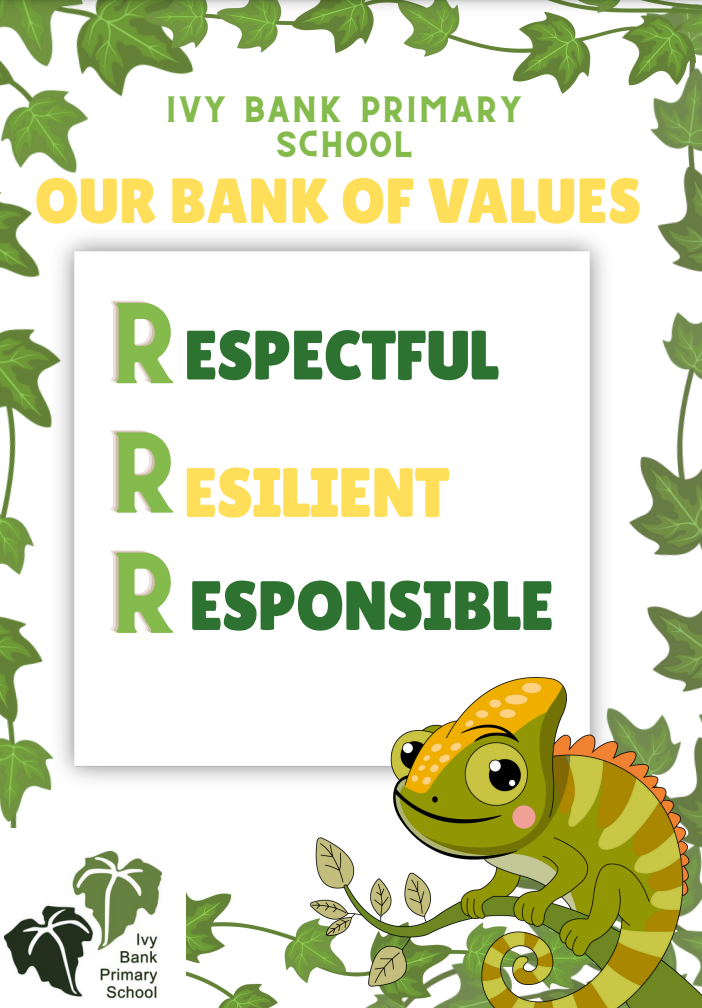 IVY BANK PRIMARY
SCHOOL
OUR BANK OF VALUES
RESPECTFUL
RESILIENT
RESPONSIBLE
Ivy
Bank
Primary
School